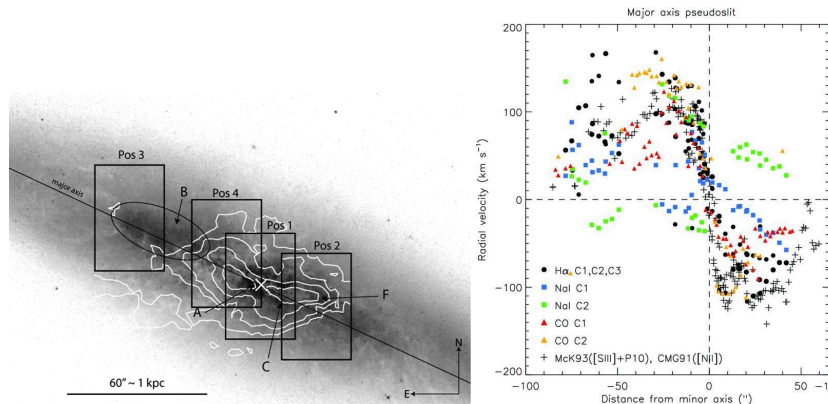 Pos 3
B
Pos 4
major axis
Pos 1
Pos 2
F
A
C
N
E
60" ~ 1 kpc
Major axis pseudoslit
Radial velocity (km s⁻¹)
200
100
0
-100
-200
Hα C1,C2,C3
NaI C1
NaI C2
CO C1
CO C2
McK93([SIII]+P10), CMG91([NII])
-100
-50
0
50
Distance from minor axis (")